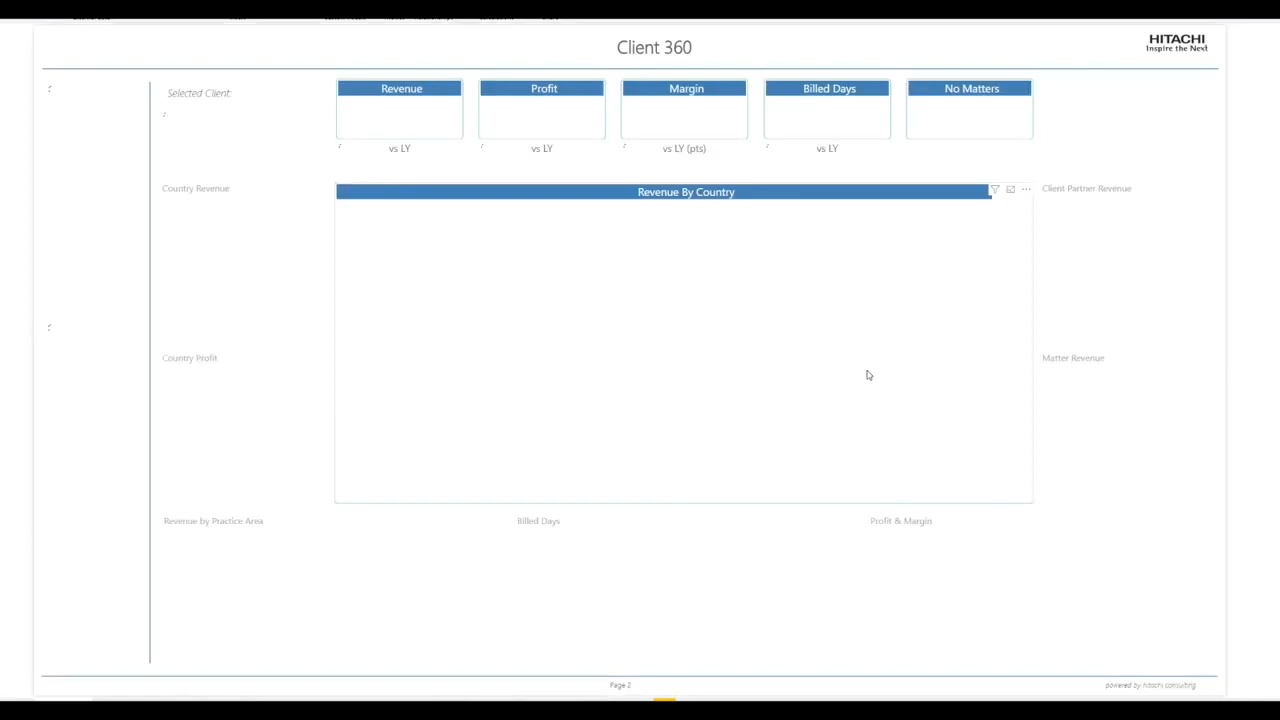 Client 360
HITACHI
Inspire the Next
Selected Client:
Revenue
Profit
Margin
Billed Days
No Matters
vs LY
vs LY
vs LY (pts)
vs LY
Country Revenue
Revenue By Country
Client Partner Revenue
Country Profit
Matter Revenue
Revenue by Practice Area
Billed Days
Profit & Margin
Page 2
powered by hitachi consulting